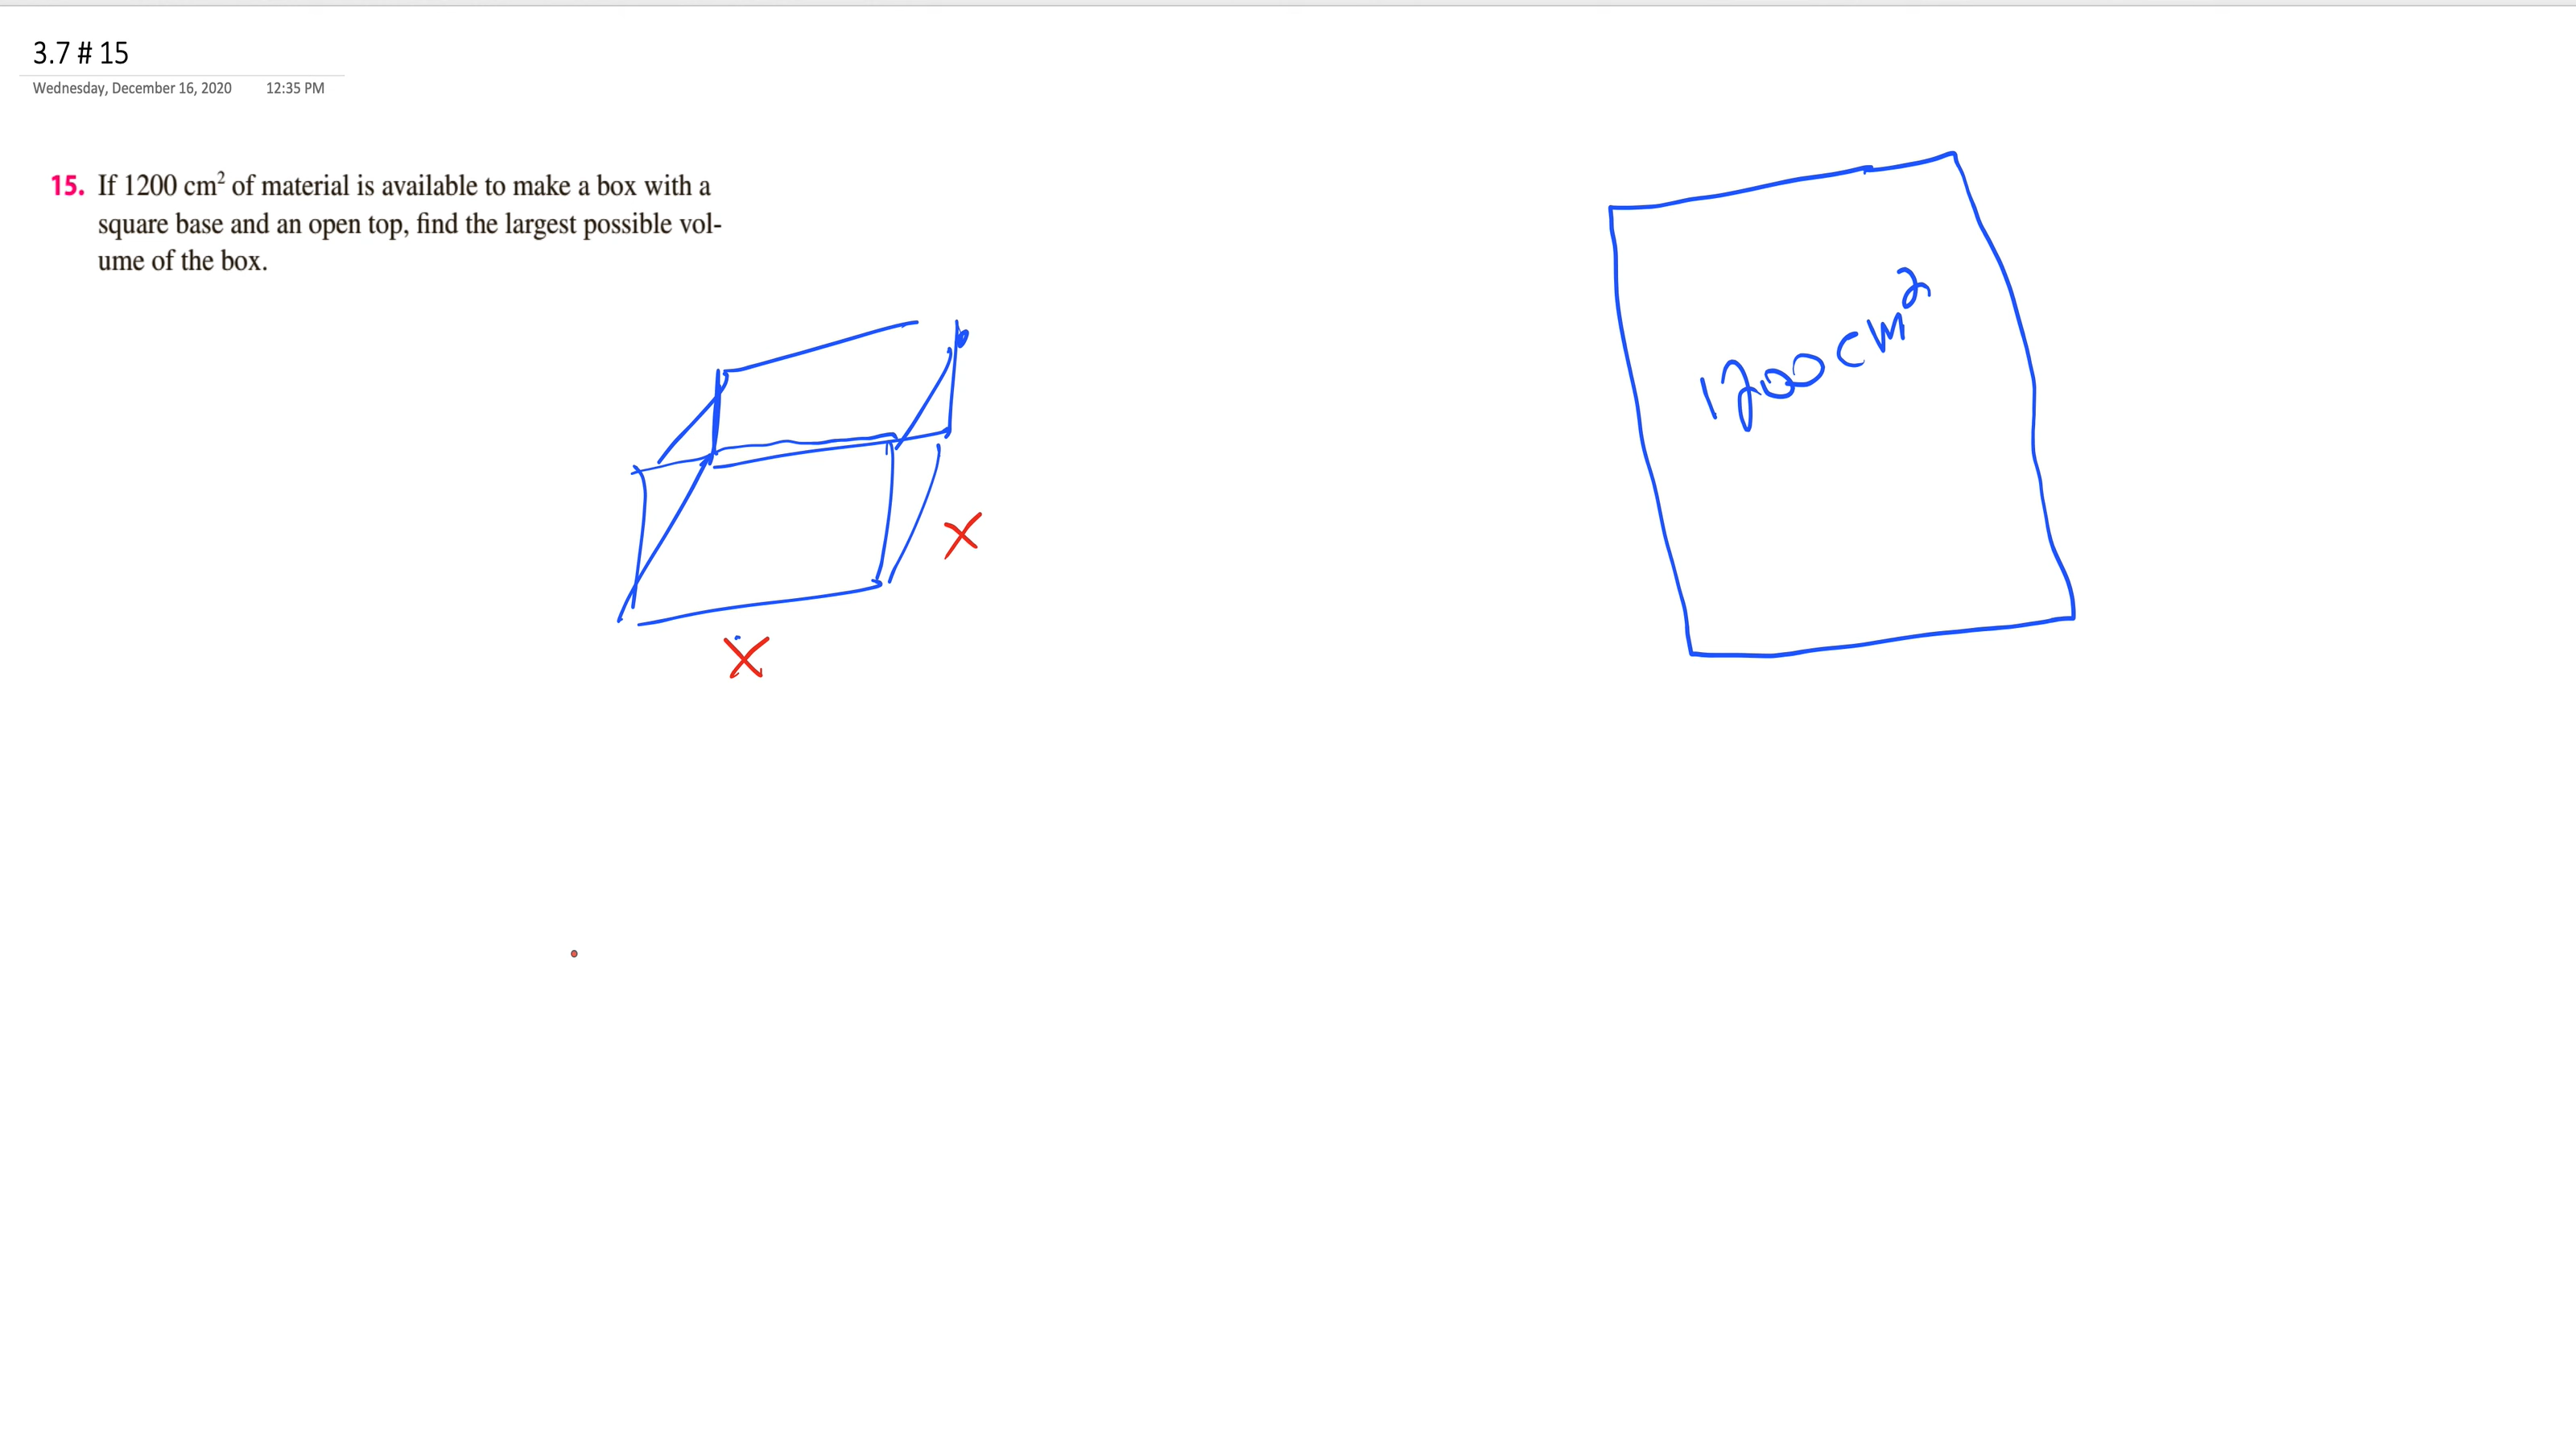 3.7 # 15
Wednesday, December 16, 2020 12:35 PM
15. If 1200 cm² of material is available to make a box with a
square base and an open top, find the largest possible vol-
ume of the box.
1200 cm²
x
x